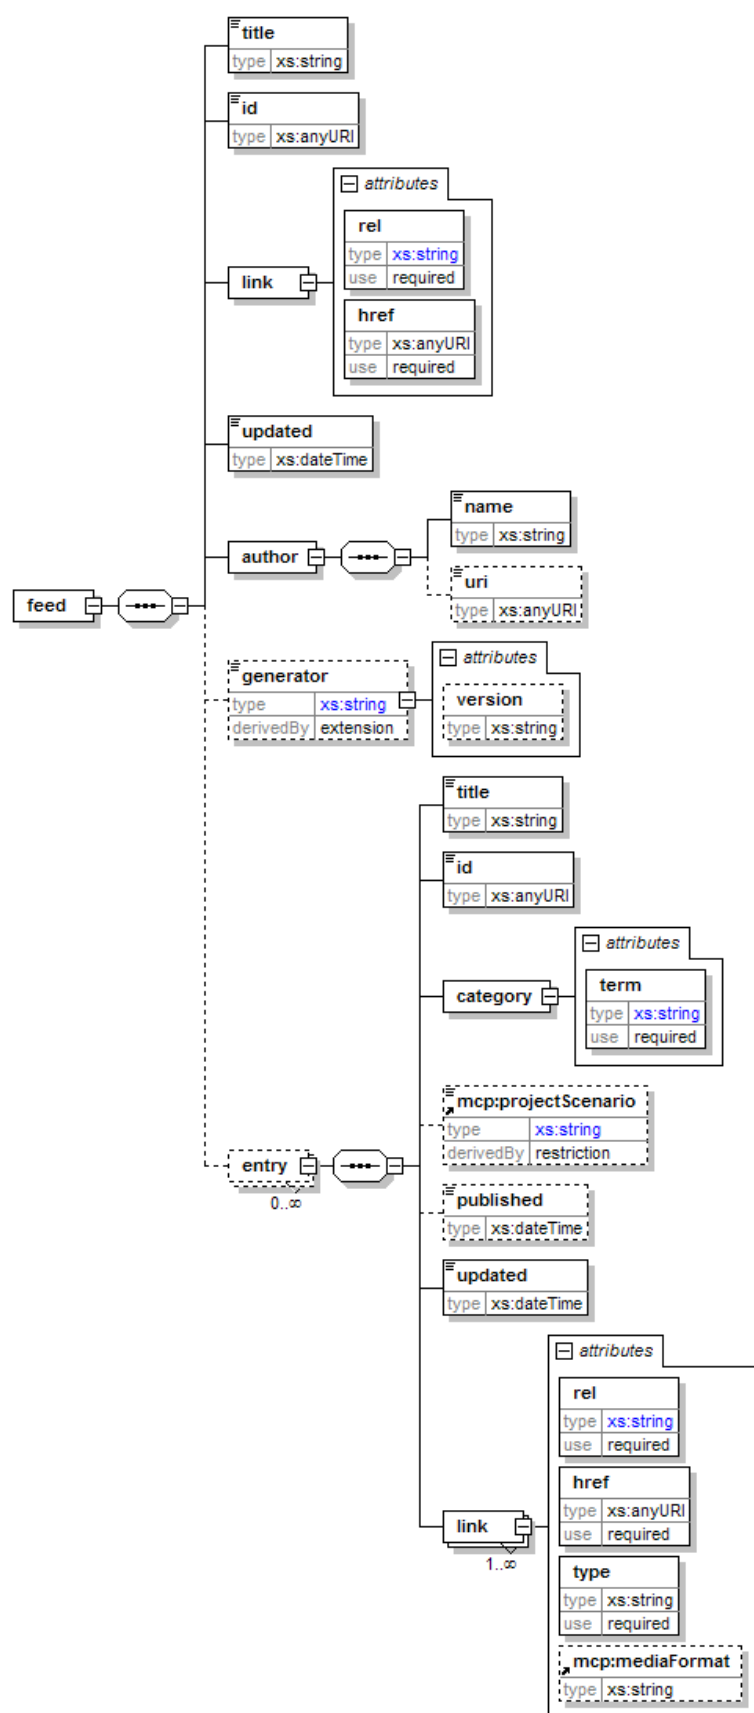 title
type xs:string
id
type xs:anyURI
attributes
rel
type xs:string
use required
link
href
type xs:anyURI
use required
updated
type xs:dateTime
name
type xs:string
author
uri
type xs:anyURI
feed
attributes
generator
type xs:string
derivedBy extension
version
type xs:string
title
type xs:string
id
type xs:anyURI
attributes
term
type xs:string
use required
category
mcp:projectScenario
type xs:string
derivedBy restriction
entry
0..∞
published
type xs:dateTime
updated
type xs:dateTime
attributes
rel
type xs:string
use required
href
type xs:anyURI
use required
link
1..∞
type
type xs:string
use required
mcp:mediaFormat
type xs:string